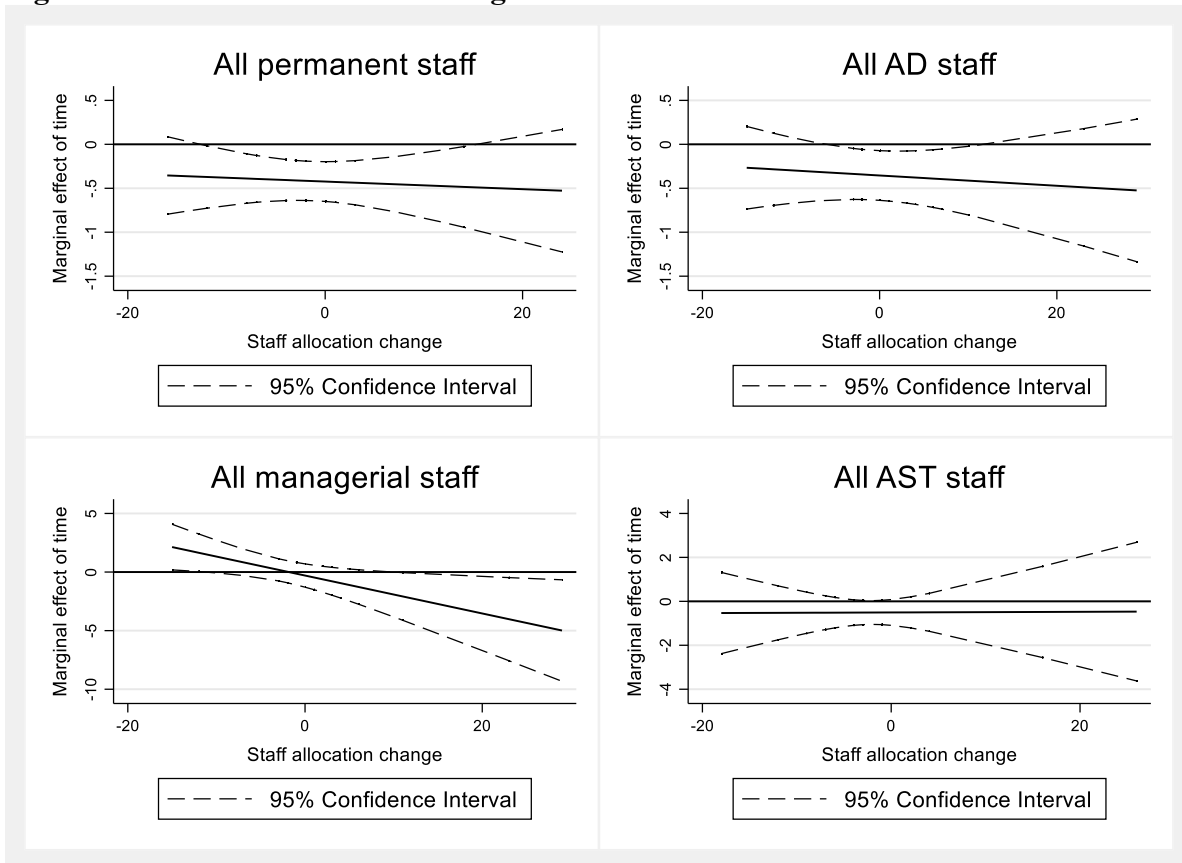 All permanent staff
Marginal effect of time
.5
0
-.5
-1
-1.5
-20
0
20
Staff allocation change
95% Confidence Interval
All AD staff
Marginal effect of time
.5
0
-.5
-1
-1.5
-20
0
20
Staff allocation change
95% Confidence Interval
All managerial staff
Marginal effect of time
5
0
-5
-10
-20
0
20
Staff allocation change
95% Confidence Interval
All AST staff
Marginal effect of time
4
2
0
-2
-4
-20
0
20
Staff allocation change
95% Confidence Interval